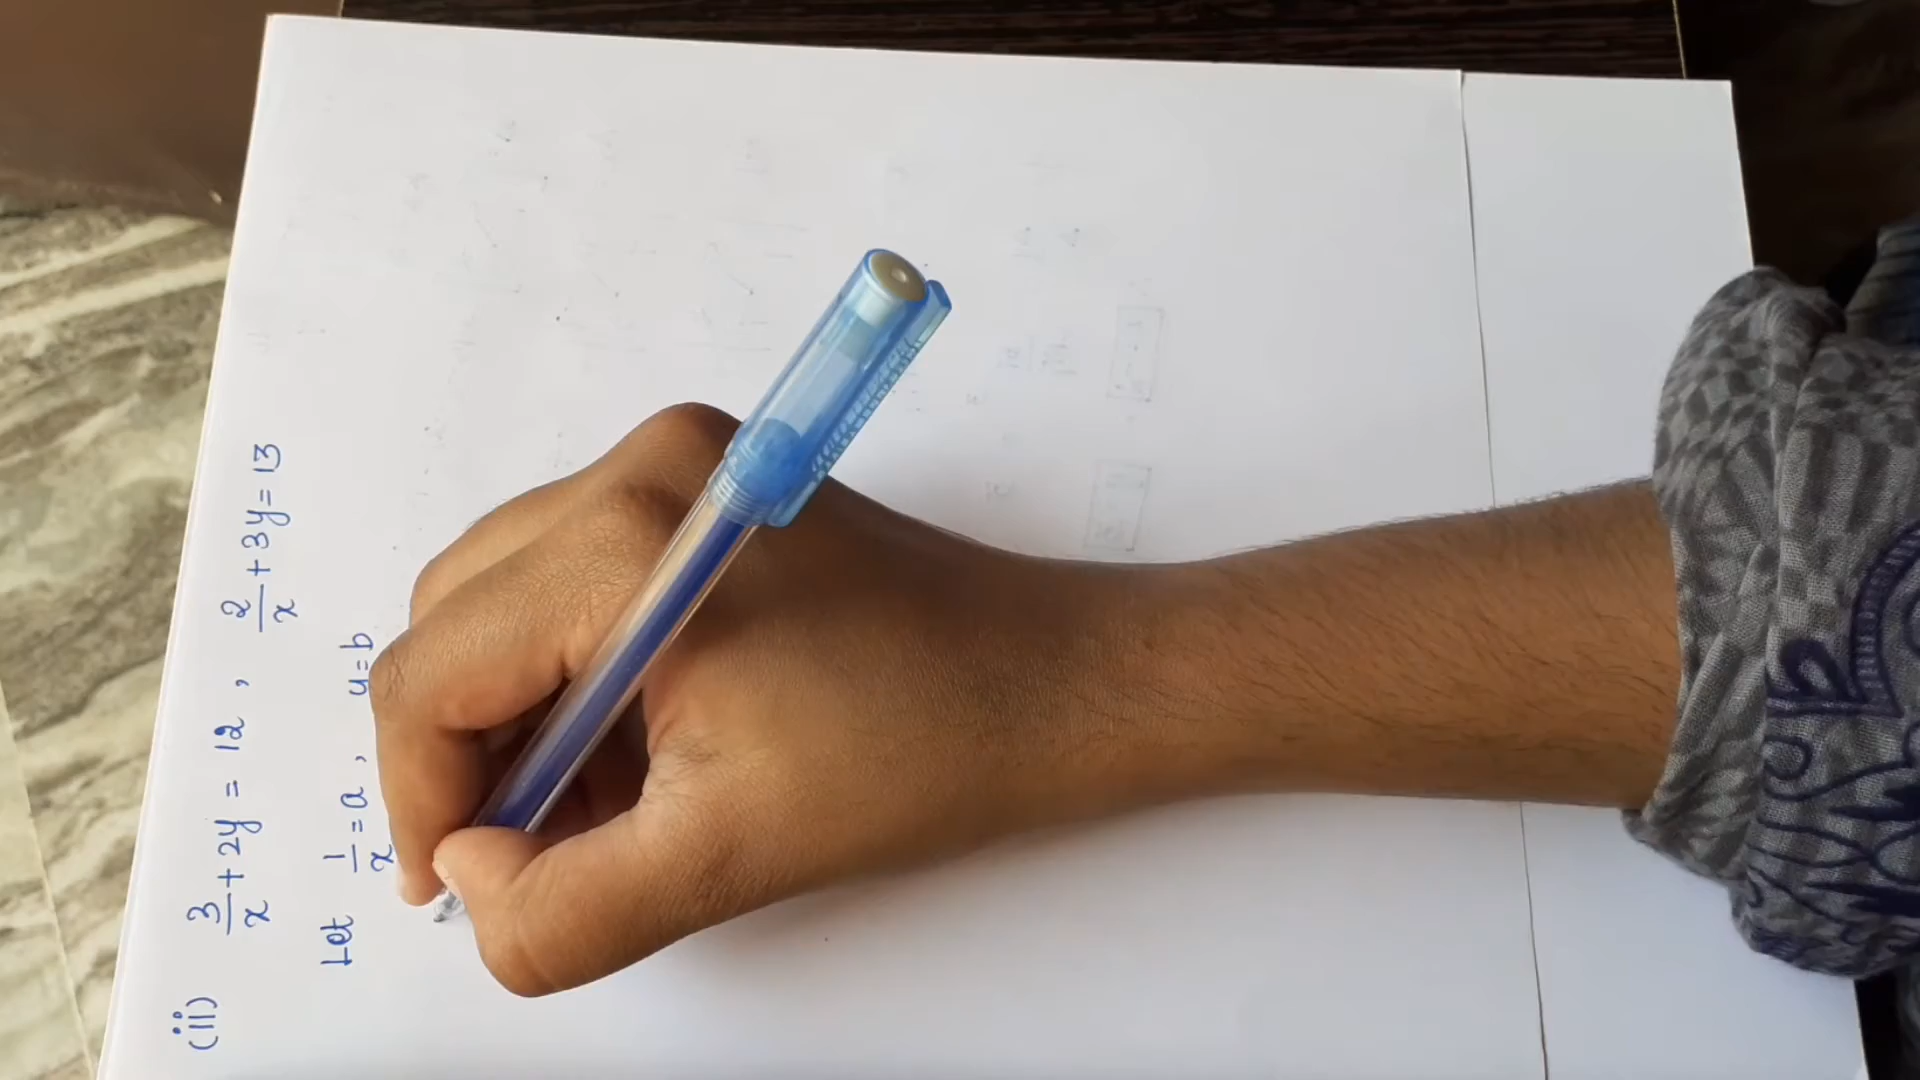 (ii) 3/x + 2y = 12 , 2/x + 3y = 13
Let 1/x = a , y = b